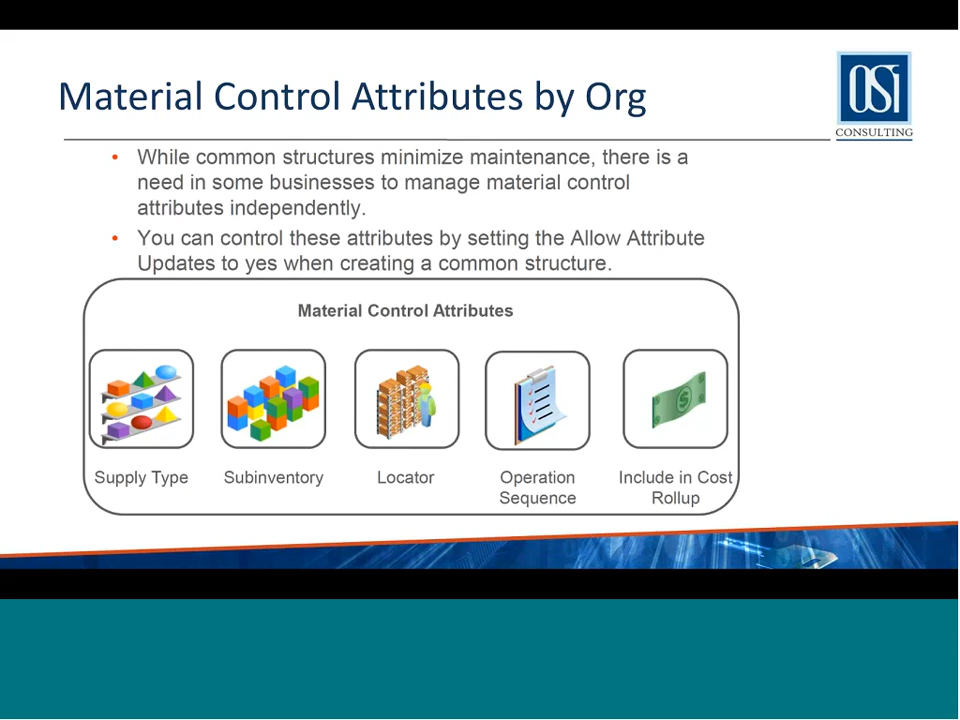 Material Control Attributes by Org
OSi
CONSULTING
• While common structures minimize maintenance, there is a
need in some businesses to manage material control
attributes independently.
• You can control these attributes by setting the Allow Attribute
Updates to yes when creating a common structure.
Material Control Attributes
$
Supply Type
Subinventory
Locator
Operation
Sequence
Include in Cost
Rollup